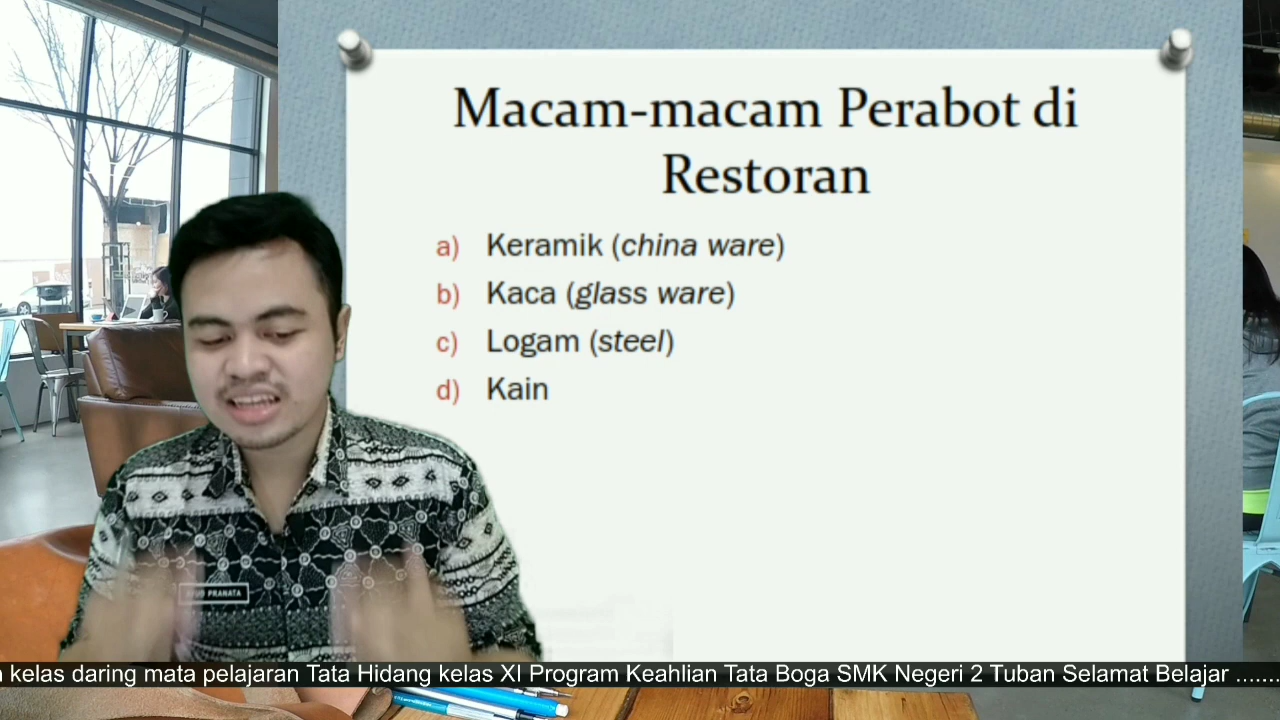 Macam-macam Perabot di
Restoran
a) Keramik (china ware)
b) Kaca (glass ware)
c) Logam (steel)
d) Kain
PRANATA
kelas daring mata pelajaran Tata Hidang kelas XI Program Keahlian Tata Boga SMK Negeri 2 Tuban Selamat Belajar .......